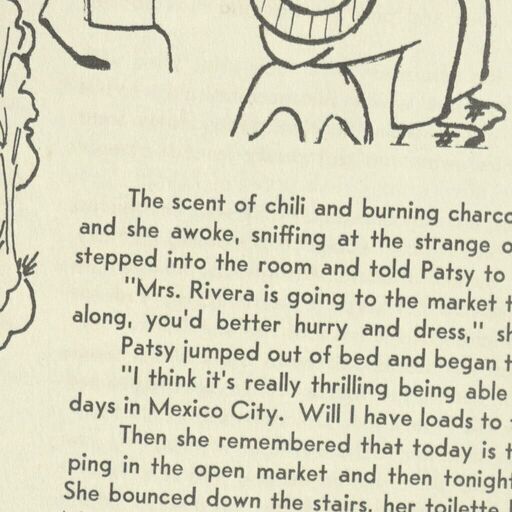 The scent of chili and burning
and she awoke, sniffing at the strange
stepped into the room and told Patsy to
"Mrs. Rivera is going to the market
along, you'd better hurry and dress,"
Patsy jumped out of bed and began
"I think it's really thrilling being able
days in Mexico City. Will I have loads to
Then she remembered that today is
ping in the open market and then
She bounced down the stairs, her toilette